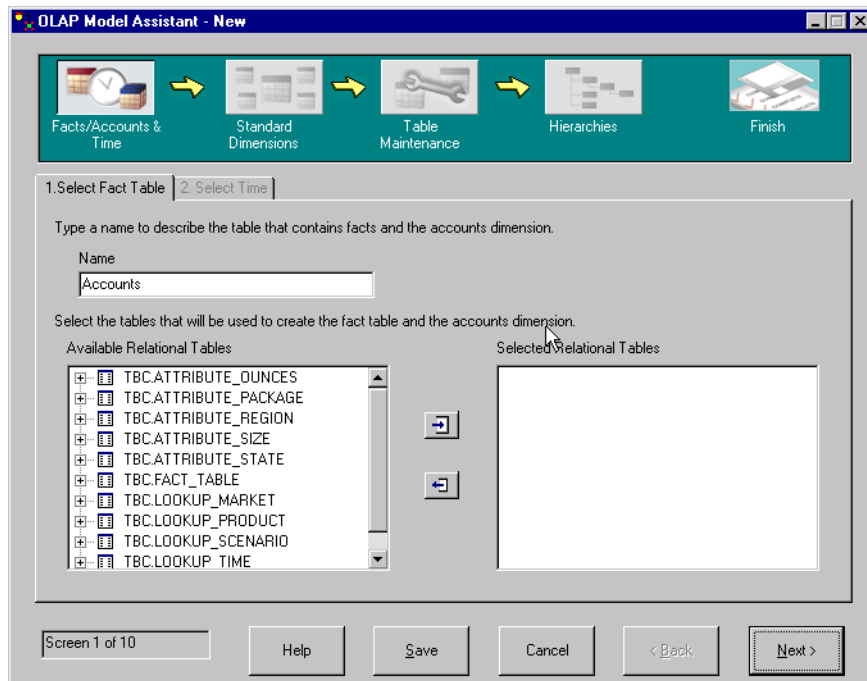 OLAP Model Assistant - New
Facts/Accounts &
Time
Standard
Dimensions
Table
Maintenance
Hierarchies
Finish
1.Select Fact Table
2. Select Time
Type a name to describe the table that contains facts and the accounts dimension.
Name
Accounts
Select the tables that will be used to create the fact table and the accounts dimension.
Available Relational Tables
Selected Relational Tables
TBC.ATTRIBUTE_OUNCES
TBC.ATTRIBUTE_PACKAGE
TBC.ATTRIBUTE_REGION
TBC.ATTRIBUTE_SIZE
TBC.ATTRIBUTE_STATE
TBC.FACT_TABLE
TBC.LOOKUP_MARKET
TBC.LOOKUP_PRODUCT
TBC.LOOKUP_SCENARIO
TBC.LOOKUP_TIME
Screen 1 of 10
Help
Save
Cancel
< Back
Next >